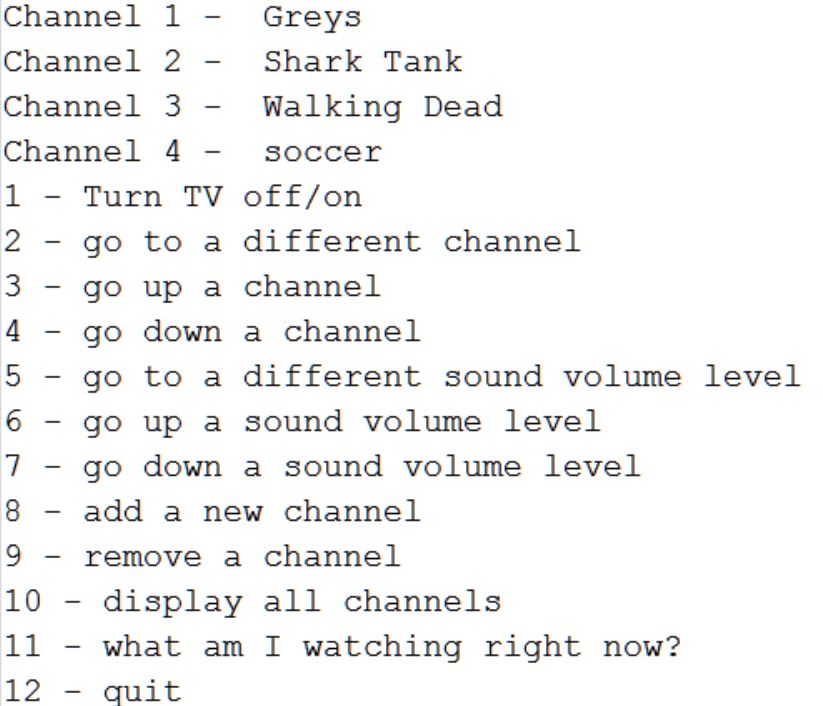 Channel 1 -  Greys
Channel 2 -  Shark Tank
Channel 3 -  Walking Dead
Channel 4 -  soccer
1 - Turn TV off/on
2 - go to a different channel
3 - go up a channel
4 - go down a channel
5 - go to a different sound volume level
6 - go up a sound volume level
7 - go down a sound volume level
8 - add a new channel
9 - remove a channel
10 - display all channels
11 - what am I watching right now?
12 - quit